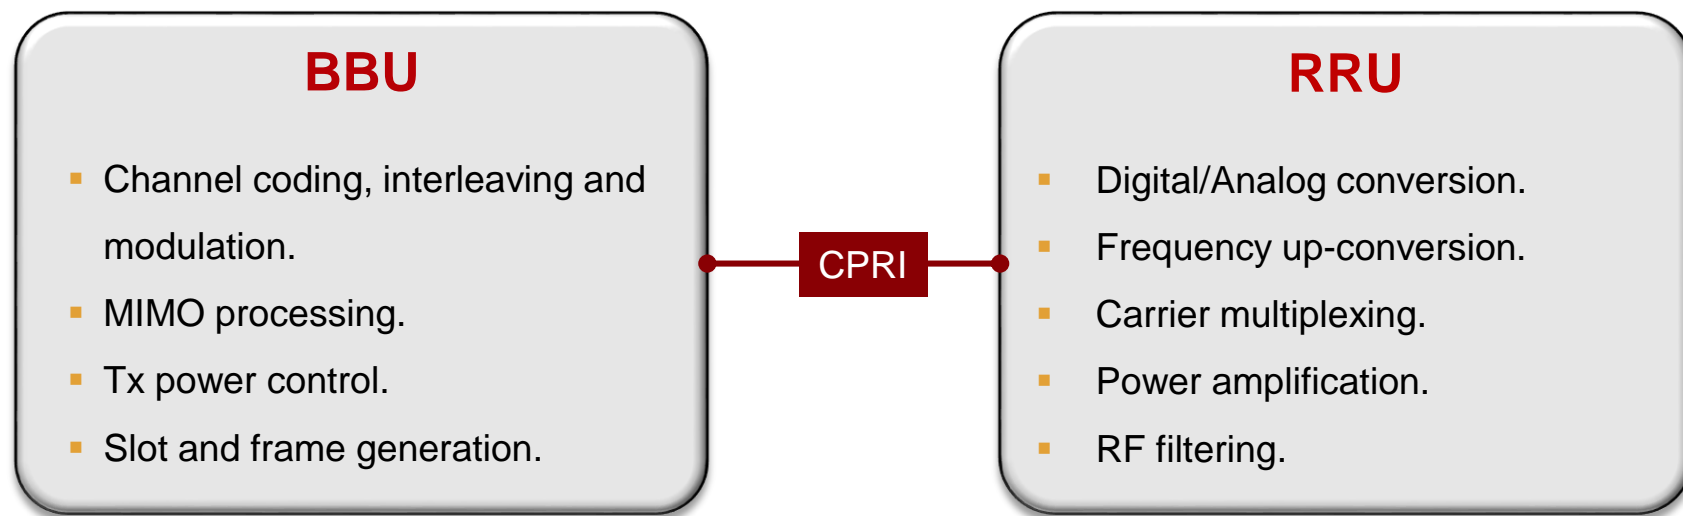 BBU
Channel coding, interleaving and
modulation.
MIMO processing.
Tx power control.
Slot and frame generation.
CPRI
RRU
Digital/Analog conversion.
Frequency up-conversion.
Carrier multiplexing.
Power amplification.
RF filtering.